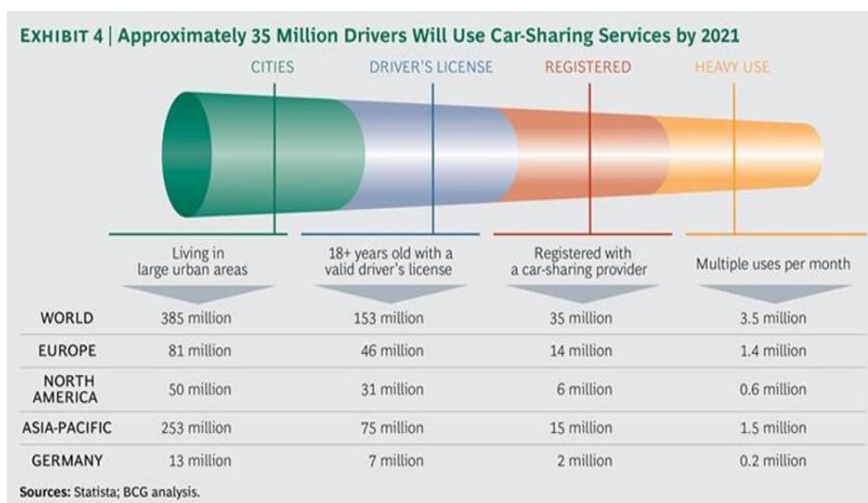 EXHIBIT 4 | Approximately 35 Million Drivers Will Use Car-Sharing Services by 2021
CITIES DRIVER'S LICENSE REGISTERED HEAVY USE
Living in large urban areas
18+ years old with a valid driver's license
Registered with a car-sharing provider
Multiple uses per month
WORLD 385 million 153 million 35 million 3.5 million
EUROPE 81 million 46 million 14 million 1.4 million
NORTH AMERICA 50 million 31 million 6 million 0.6 million
ASIA-PACIFIC 253 million 75 million 15 million 1.5 million
GERMANY 13 million 7 million 2 million 0.2 million
Sources: Statista; BCG analysis.